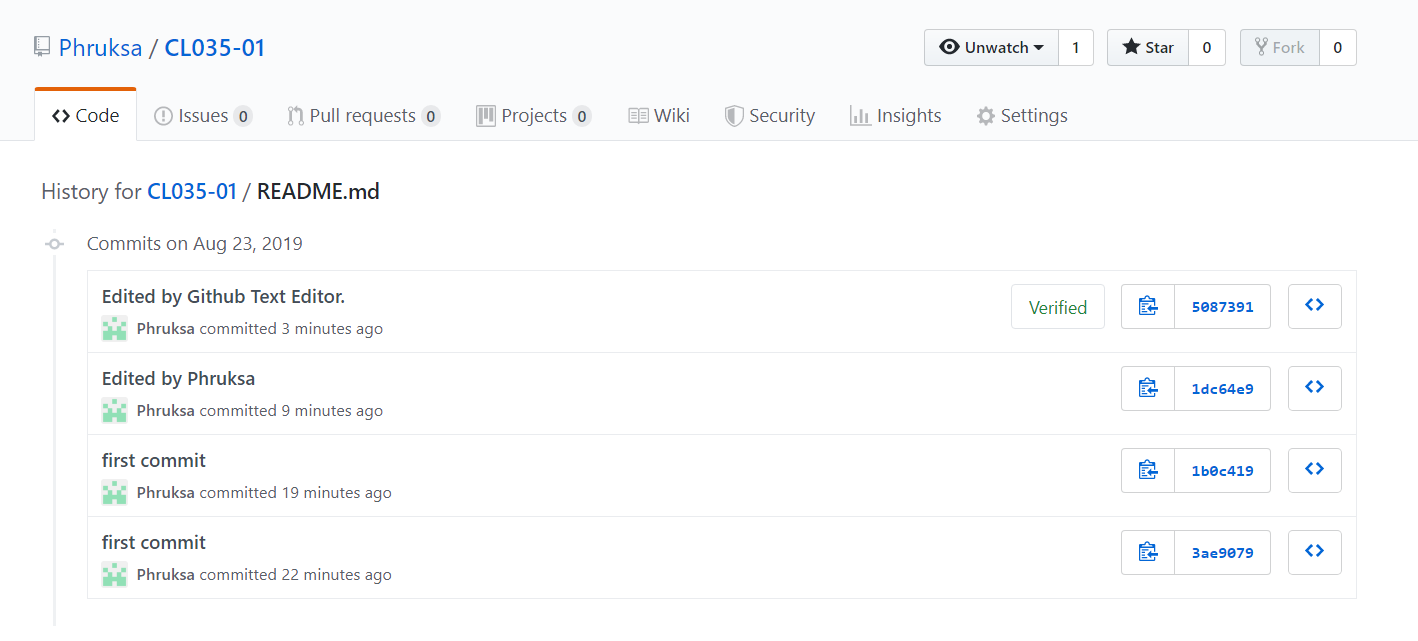 Phruksa / CL035-01
Unwatch 1 Star 0 Fork 0
Code Issues 0 Pull requests 0 Projects 0 Wiki Security Insights Settings
History for CL035-01 / README.md
Commits on Aug 23, 2019
Edited by Github Text Editor.
Phruksa committed 3 minutes ago
Verified 5087391
Edited by Phruksa
Phruksa committed 9 minutes ago
1dc64e9
first commit
Phruksa committed 19 minutes ago
1b0c419
first commit
Phruksa committed 22 minutes ago
3ae9079